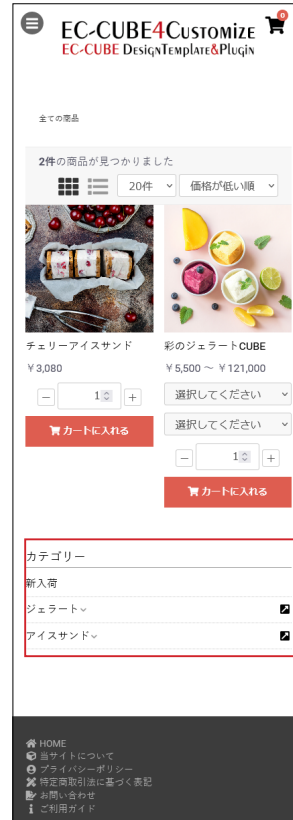 0
EC-CUBE4CUSTOMIZE
EC-CUBE DESIGNTEMPLATE&PLUGIN
全ての商品
2件の商品が見つかりました
20件 価格が低い順
チェリーアイスサンド
￥3,080
－ 1 ＋
カートに入れる
彩のジェラートCUBE
￥5,500 ～ ￥121,000
選択してください
選択してください
－ 1 ＋
カートに入れる
カテゴリー
新入荷
ジェラート
アイスサンド
HOME
当サイトについて
プライバシーポリシー
特定商取引法に基づく表記
お問い合わせ
ご利用ガイド